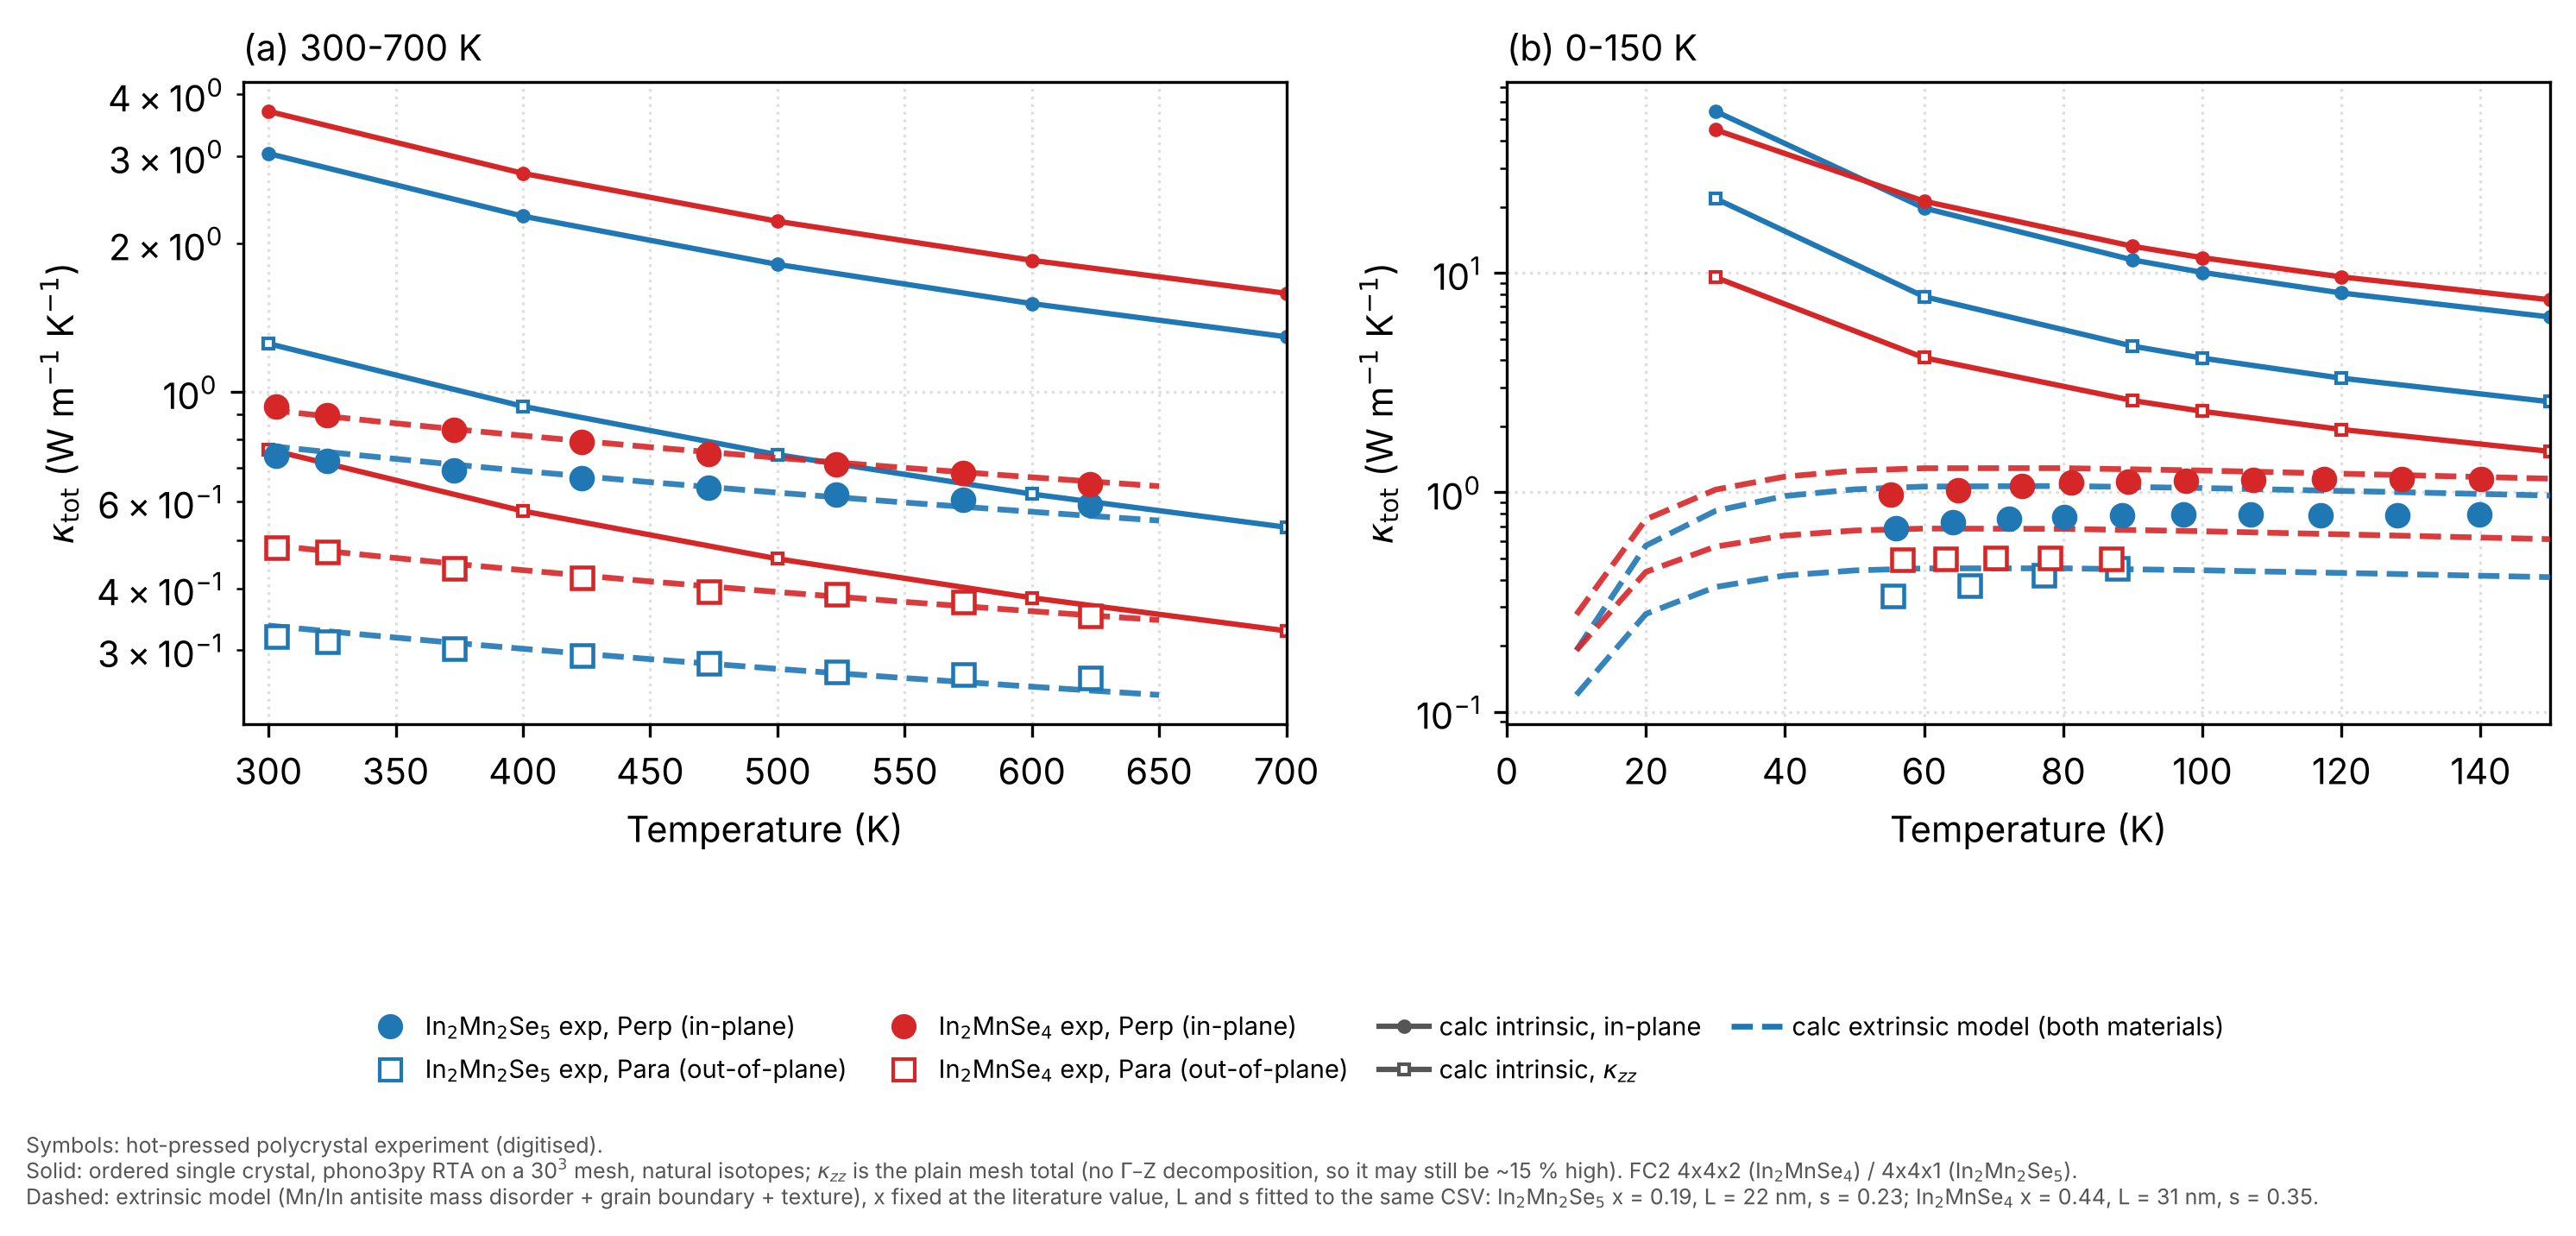 (a) 300-700 K
(b) 0-150 K
4 × 10⁰
3 × 10⁰
2 × 10⁰
10⁰
6 × 10⁻¹
4 × 10⁻¹
3 × 10⁻¹
κtot (W m⁻¹ K⁻¹)
300 350 400 450 500 550 600 650 700
Temperature (K)
10¹
10⁰
10⁻¹
κtot (W m⁻¹ K⁻¹)
0 20 40 60 80 100 120 140
Temperature (K)
In₂Mn₂Se₅ exp, Perp (in-plane)
In₂Mn₂Se₅ exp, Para (out-of-plane)
In₂MnSe₄ exp, Perp (in-plane)
In₂MnSe₄ exp, Para (out-of-plane)
calc intrinsic, in-plane
calc intrinsic, κzz
calc extrinsic model (both materials)
Symbols: hot-pressed polycrystal experiment (digitised).
Solid: ordered single crystal, phono3py RTA on a 30³ mesh, natural isotopes; κzz is the plain mesh total (no Γ–Z decomposition, so it may still be ~15 % high). FC2 4x4x2 (In₂MnSe₄) / 4x4x1 (In₂Mn₂Se₅).
Dashed: extrinsic model (Mn/In antisite mass disorder + grain boundary + texture), x fixed at the literature value, L and s fitted to the same CSV: In₂Mn₂Se₅ x = 0.19, L = 22 nm, s = 0.23; In₂MnSe₄ x = 0.44, L = 31 nm, s = 0.35.